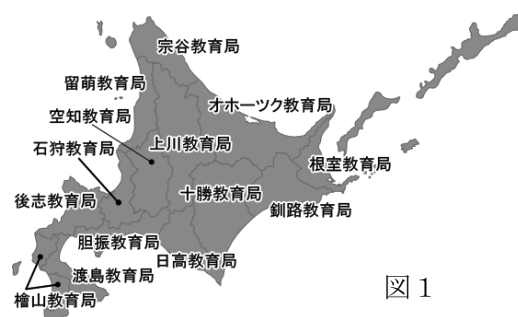 宗谷教育局
留萌教育局
オホーツク教育局
空知教育局
上川教育局
石狩教育局
根室教育局
十勝教育局
後志教育局
釧路教育局
胆振教育局
日高教育局
渡島教育局
檜山教育局
図1